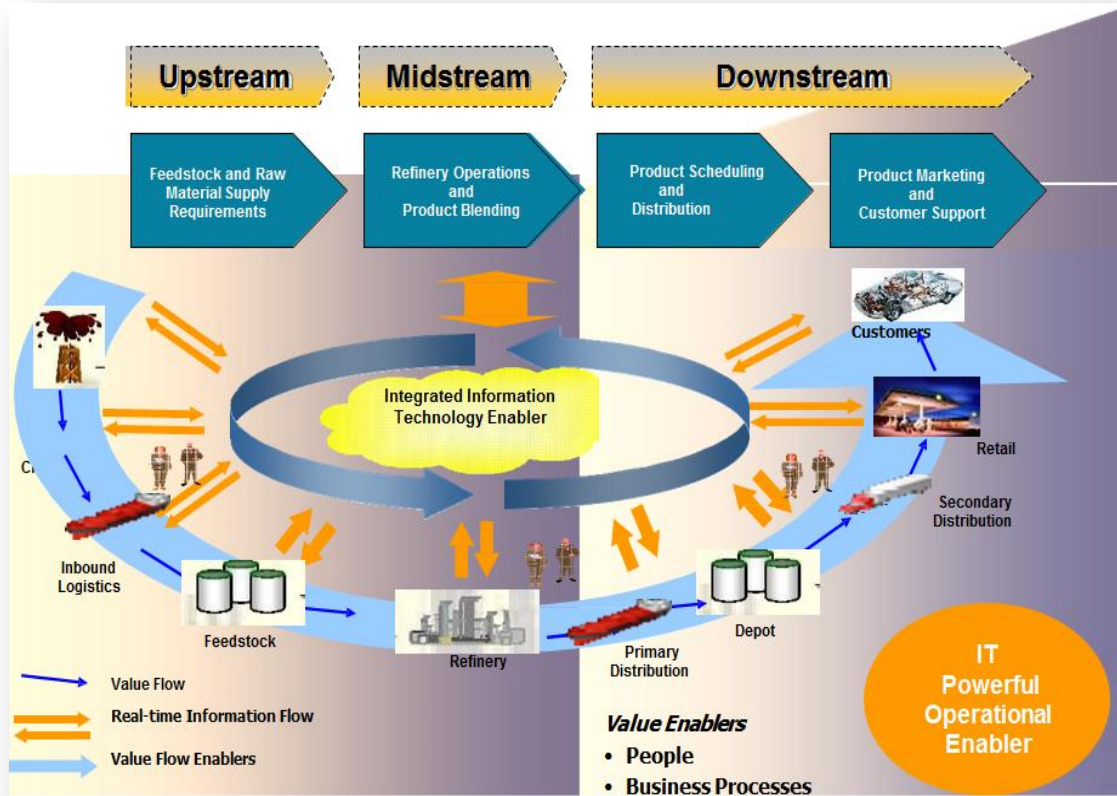 Upstream
Midstream
Downstream
Feedstock and Raw
Material Supply
Requirements
Refinery Operations
and
Product Blending
Product Scheduling
and
Distribution
Product Marketing
and
Customer Support
Customers
Integrated Information
Technology Enabler
Retail
Secondary
Distribution
Inbound
Logistics
Feedstock
Refinery
Primary
Distribution
Depot
Value Flow
Real-time Information Flow
Value Flow Enablers
Value Enablers
• People
• Business Processes
IT
Powerful
Operational
Enabler